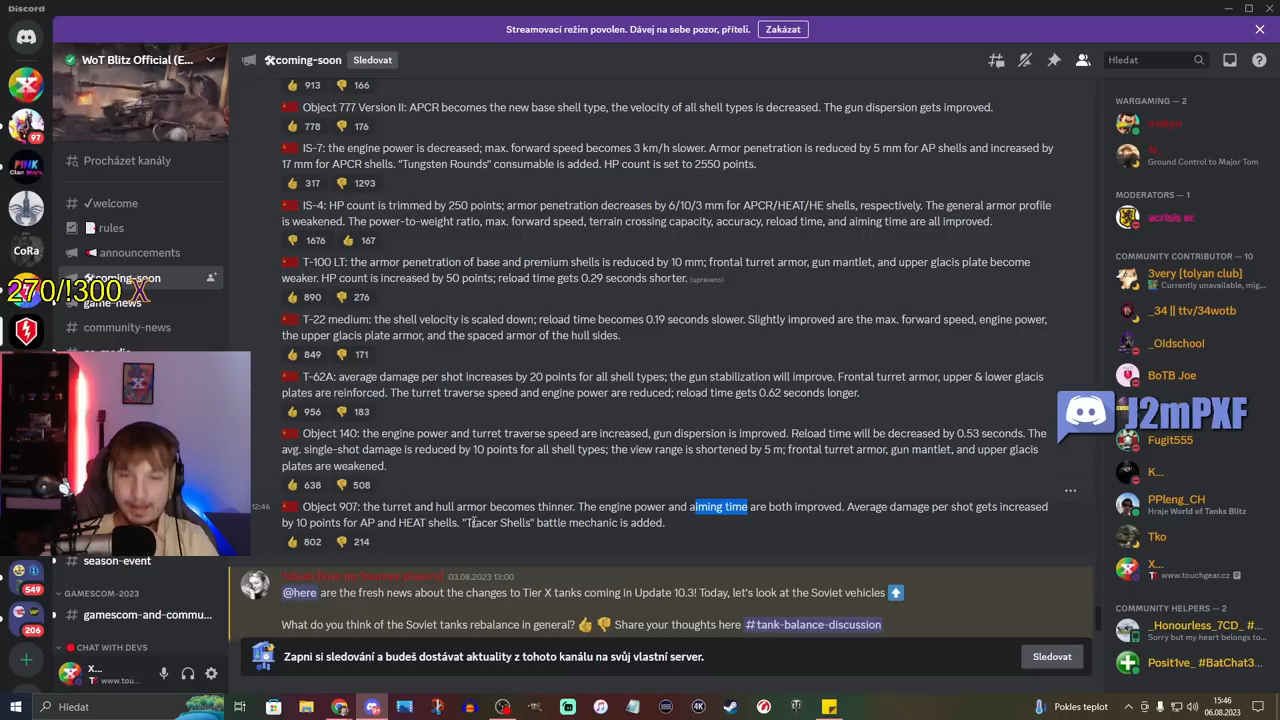 Discord
Streamovací režim povolen. Dávej na sebe pozor, příteli.
Zakázat
WoT Blitz Official (E...
coming-soon
Sledovat
Hledat
Procházet kanály
✓welcome
rules
announcements
coming-soon
270/!300 X
game-news
community-news
97
PINK
Clan Wars
CoRa
549
206
season-event
GAMESCOM-2023
gamescom-and-commu...
CHAT WITH DEVS
X...
www.tou...
913 166
Object 777 Version II: APCR becomes the new base shell type, the velocity of all shell types is decreased. The gun dispersion gets improved.
778 176
IS-7: the engine power is decreased; max. forward speed becomes 3 km/h slower. Armor penetration is reduced by 5 mm for AP shells and increased by
17 mm for APCR shells. "Tungsten Rounds" consumable is added. HP count is set to 2550 points.
317 1293
IS-4: HP count is trimmed by 250 points; armor penetration decreases by 6/10/3 mm for APCR/HEAT/HE shells, respectively. The general armor profile
is weakened. The power-to-weight ratio, max. forward speed, terrain crossing capacity, accuracy, reload time, and aiming time are all improved.
1676 167
T-100 LT: the armor penetration of base and premium shells is reduced by 10 mm; frontal turret armor, gun mantlet, and upper glacis plate become
weaker. HP count is increased by 50 points; reload time gets 0.29 seconds shorter. (upraveno)
890 276
T-22 medium: the shell velocity is scaled down; reload time becomes 0.19 seconds slower. Slightly improved are the max. forward speed, engine power,
the upper glacis plate armor, and the spaced armor of the hull sides.
849 171
T-62A: average damage per shot increases by 20 points for all shell types; the gun stabilization will improve. Frontal turret armor, upper & lower glacis
plates are reinforced. The turret traverse speed and engine power are reduced; reload time gets 0.62 seconds longer.
956 183
Object 140: the engine power and turret traverse speed are increased, gun dispersion is improved. Reload time will be decreased by 0.53 seconds. The
avg. single-shot damage is reduced by 10 points for all shell types; the view range is shortened by 5 m; frontal turret armor, gun mantlet, and upper glacis
plates are weakened.
638 508
12:46 Object 907: the turret and hull armor becomes thinner. The engine power and aiming time are both improved. Average damage per shot gets increased
by 10 points for AP and HEAT shells. "Tracer Shells" battle mechanic is added.
802 214
03.08.2023 13:00
@here are the fresh news about the changes to Tier X tanks coming in Update 10.3! Today, let's look at the Soviet vehicles
What do you think of the Soviet tanks rebalance in general? Share your thoughts here #tank-balance-discussion
Zapni si sledování a budeš dostávat aktuality z tohoto kanálu na svůj vlastní server.
Sledovat
WARGAMING — 2
Ground Control to Major Tom
MODERATORS — 1
acrisis
COMMUNITY CONTRIBUTOR — 10
3very [tolyan club]
Currently unavailable, mig...
_34 || ttv/34wotb
_Oldschool
BoTB Joe
J2mPXF
Fugit555
K...
PPleng_CH
Hraje World of Tanks Blitz
Tko
X...
www.touchgear.cz
COMMUNITY HELPERS — 2
_Honourless_7CD_ #...
Sorry but my heart belongs to...
Posit1ve_ #BatChat3...
Hledat
4K
Pokles teplot
15:46
06.08.2023